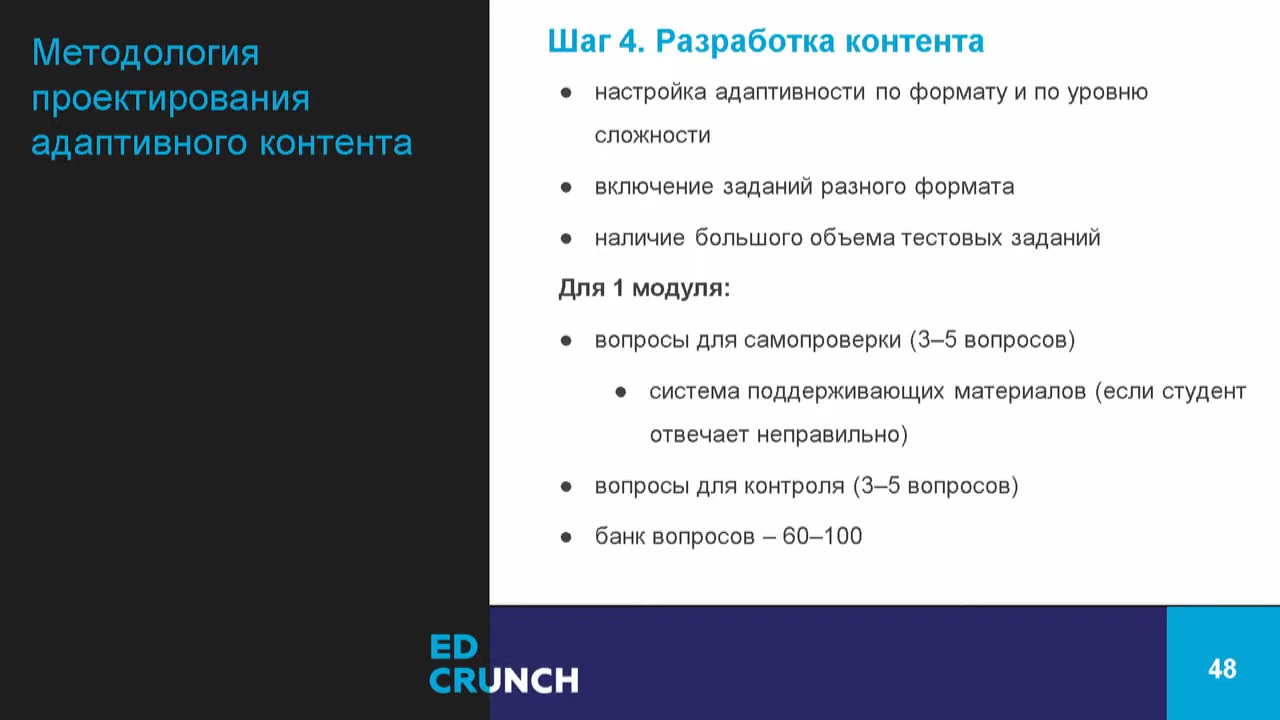 Методология
проектирования
адаптивного контента
Шаг 4. Разработка контента
● настройка адаптивности по формату и по уровню
сложности
● включение заданий разного формата
● наличие большого объема тестовых заданий
Для 1 модуля:
● вопросы для самопроверки (3–5 вопросов)
● система поддерживающих материалов (если студент
отвечает неправильно)
● вопросы для контроля (3–5 вопросов)
● банк вопросов – 60–100
ED
CRUNCH
48